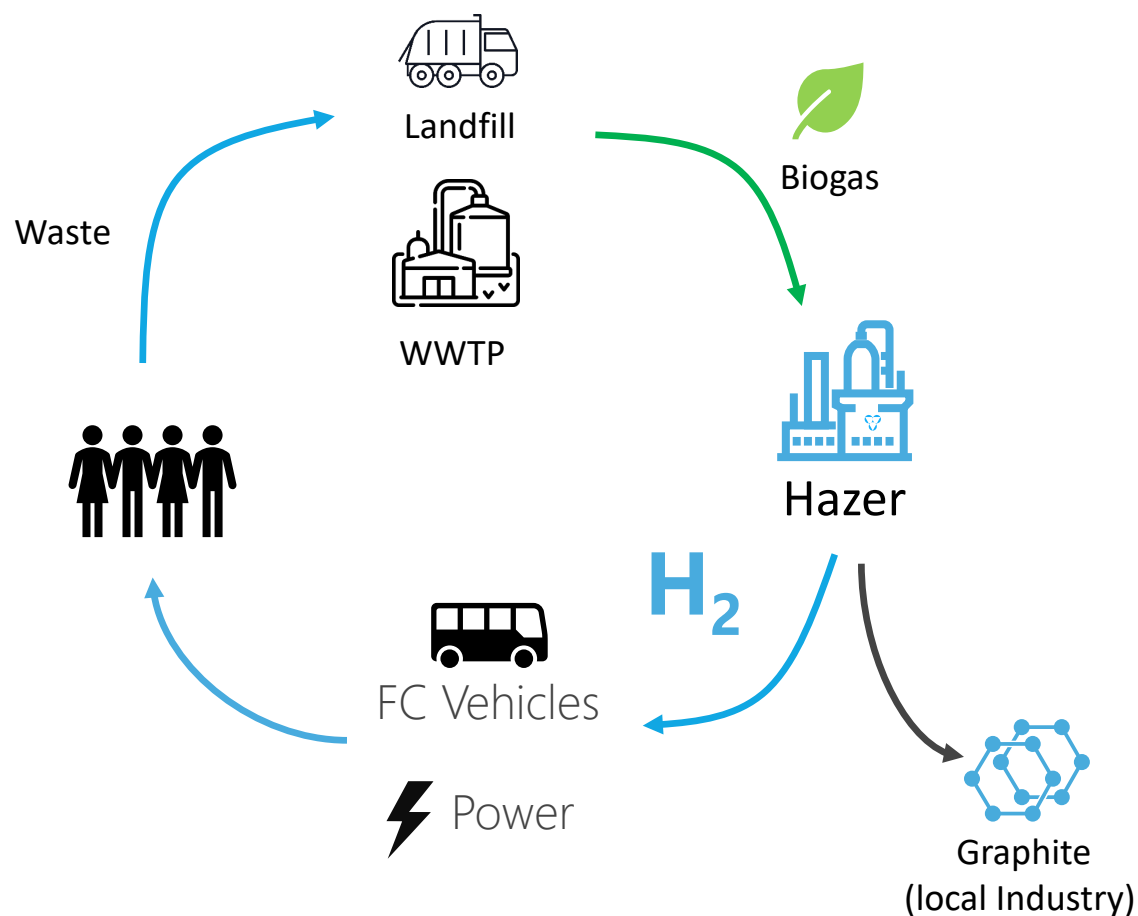 Landfill
Biogas
Waste
WWTP
Hazer
H₂
FC Vehicles
Power
Graphite
(local Industry)